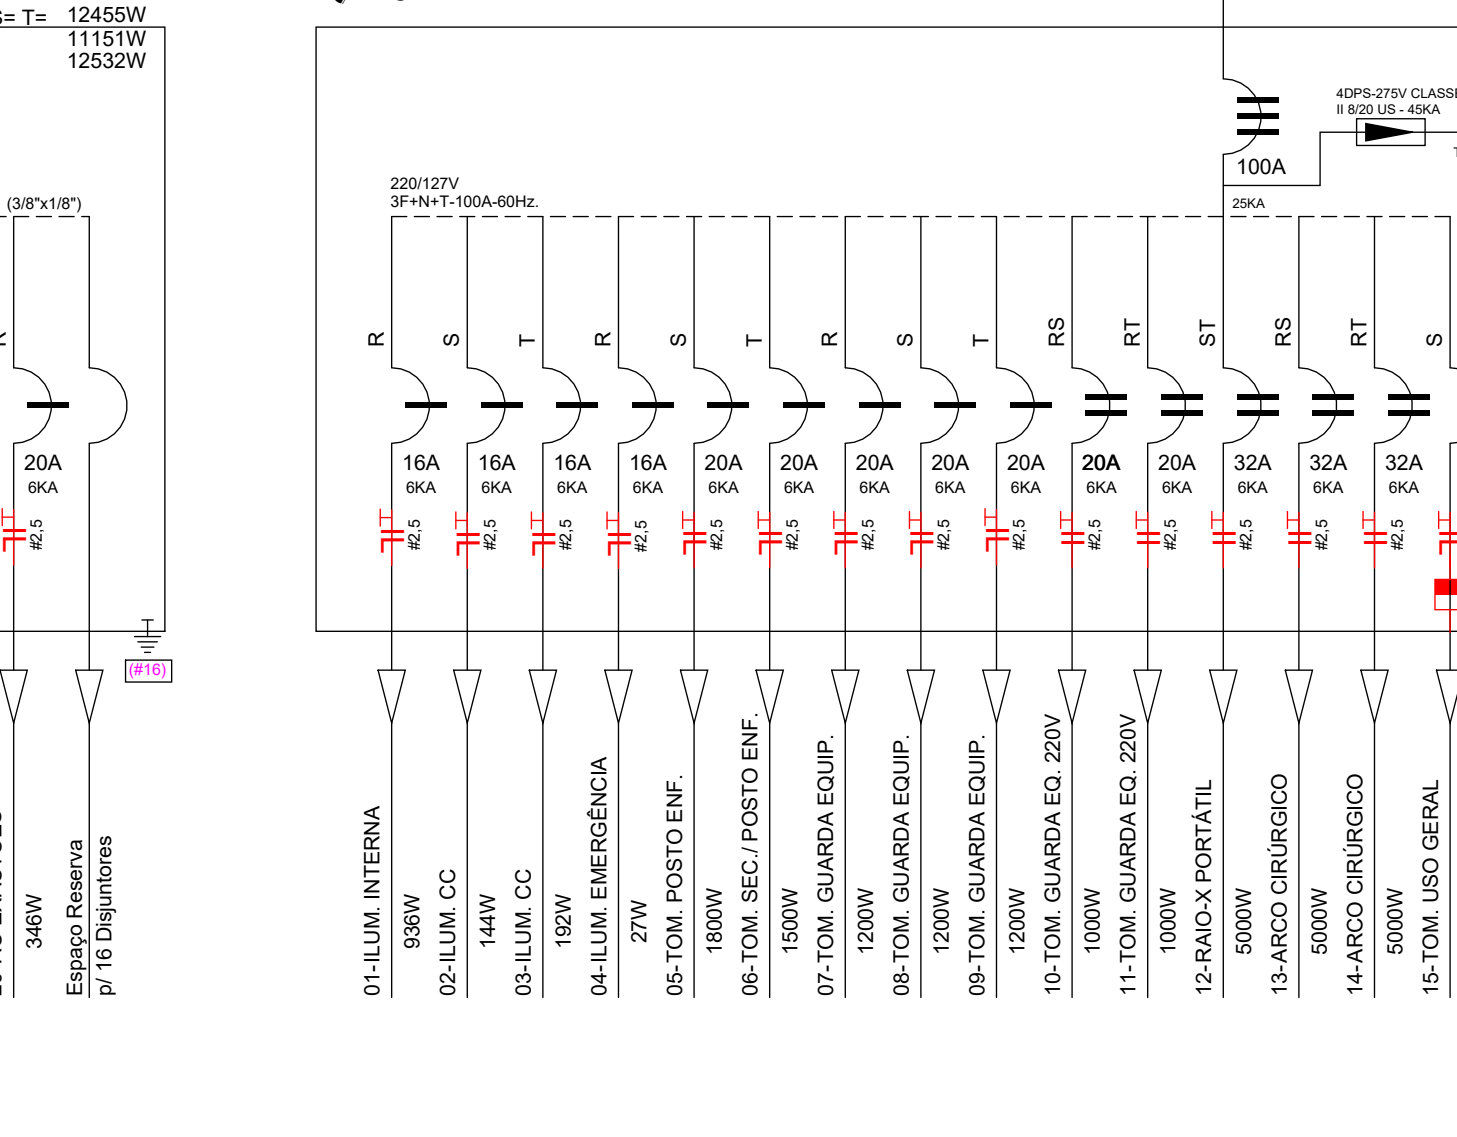 S= T= 12455W
11151W
12532W
4DPS-275V CLASSE
II 8/20 US - 45KA
100A
25KA
(3/8"x1/8")
220/127V
3F+N+T-100A-60Hz.
R
R
S
T
R
S
T
R
S
T
RS
RT
ST
RS
RT
S
20A
6KA
#2,5
16A
6KA
#2,5
16A
6KA
#2,5
16A
6KA
#2,5
16A
6KA
#2,5
20A
6KA
#2,5
20A
6KA
#2,5
20A
6KA
#2,5
20A
6KA
#2,5
20A
6KA
#2,5
20A
6KA
#2,5
20A
6KA
#2,5
32A
6KA
#2,5
32A
6KA
#2,5
32A
6KA
#2,5
(#16)
346W
Espaço Reserva
p/ 16 Disjuntores
01-ILUM. INTERNA
936W
02-ILUM. CC
144W
03-ILUM. CC
192W
04-ILUM. EMERGÊNCIA
27W
05-TOM. POSTO ENF.
1800W
06-TOM. SEC./ POSTO ENF.
1500W
07-TOM. GUARDA EQUIP.
1200W
08-TOM. GUARDA EQUIP.
1200W
09-TOM. GUARDA EQUIP.
1200W
10-TOM. GUARDA EQ. 220V
1000W
11-TOM. GUARDA EQ. 220V
1000W
12-RAIO-X PORTÁTIL
5000W
13-ARCO CIRÚRGICO
5000W
14-ARCO CIRÚRGICO
5000W
15-TOM. USO GERAL